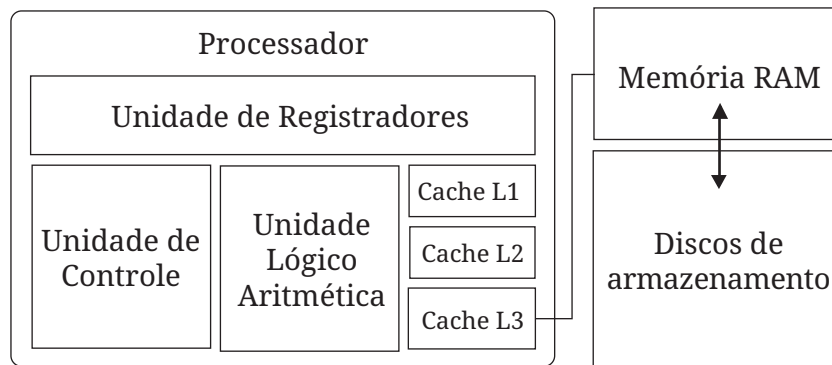 Processador
Unidade de Registradores
Unidade de
Controle
Unidade
Lógico
Aritmética
Cache L1
Cache L2
Cache L3
Memória RAM
Discos de
armazenamento